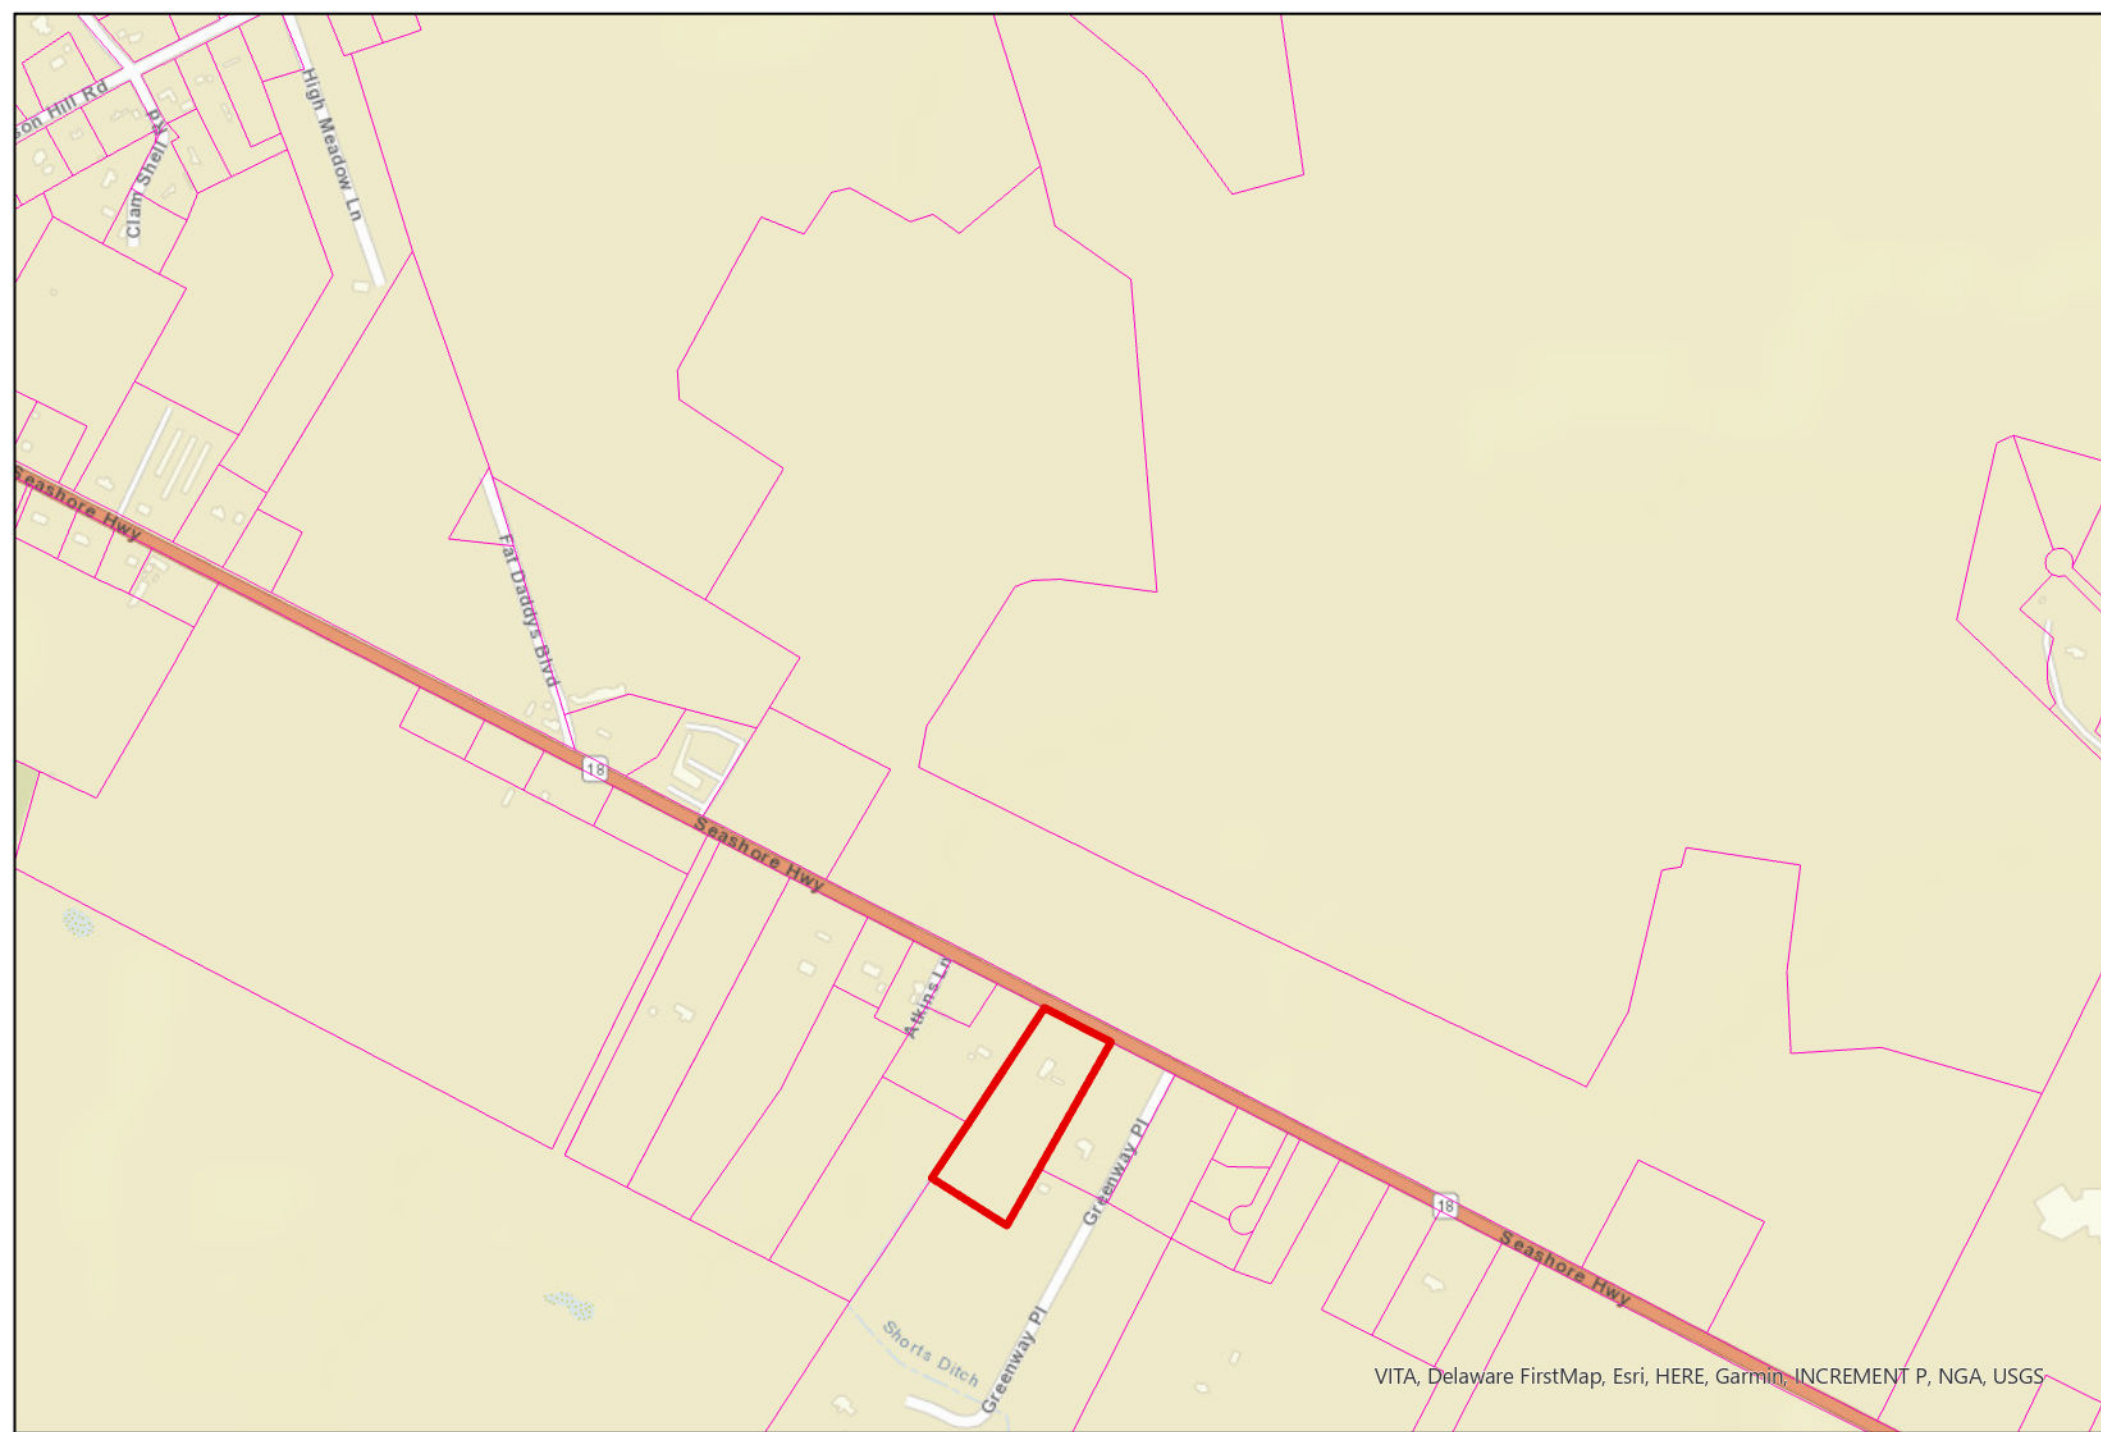 son Hill Rd
High Meadow Ln
Clam Shell Rd
Seashore Hwy
Fat Daddys Blvd
18
Seashore Hwy
Atkins Ln
Greenway Pl
18
Seashore Hwy
Shorts Ditch
Greenway Pl
VITA, Delaware FirstMap, Esri, HERE, Garmin, INCREMENT P, NGA, USGS